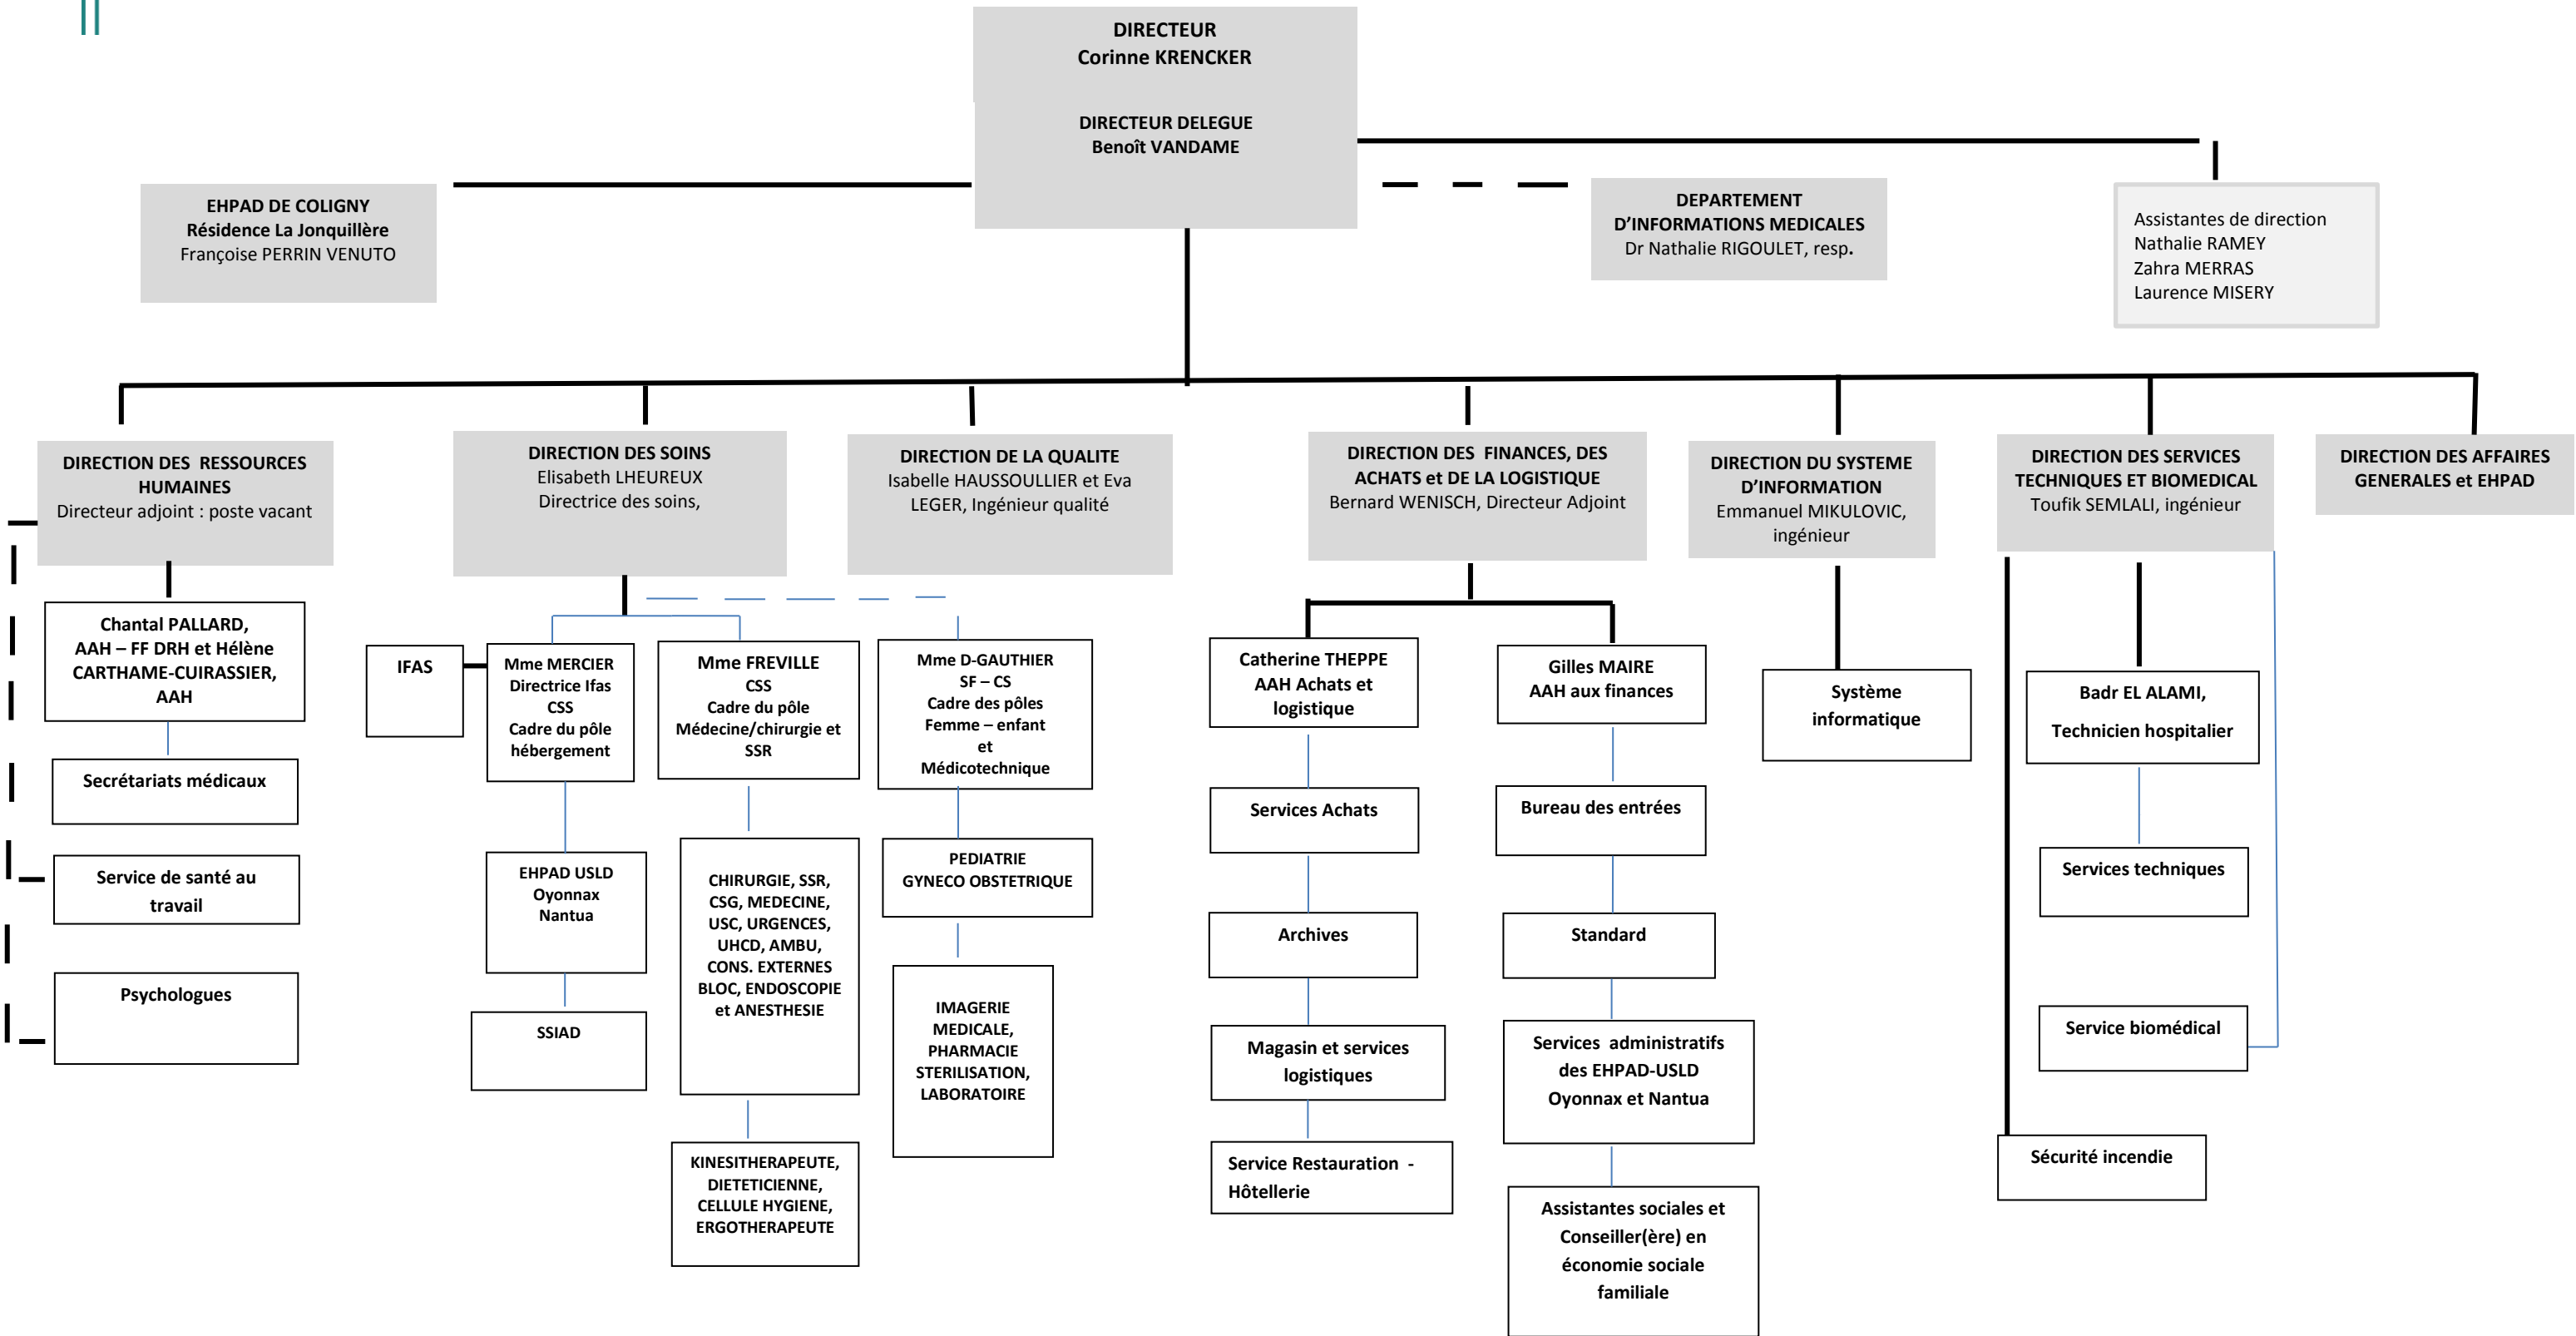 DIRECTEUR
Corinne KRENCKER
DIRECTEUR DELEGUE
Benoît VANDAME
EHPAD DE COLIGNY
Résidence La Jonquillère
Françoise PERRIN VENUTO
DEPARTEMENT
D’INFORMATIONS MEDICALES
Dr Nathalie RIGOULET, resp.
Assistantes de direction
Nathalie RAMEY
Zahra MERRAS
Laurence MISERY
DIRECTION DES RESSOURCES
HUMAINES
Directeur adjoint : poste vacant
DIRECTION DES SOINS
Elisabeth LHEUREUX
Directrice des soins,
DIRECTION DE LA QUALITE
Isabelle HAUSSOULLIER et Eva
LEGER, Ingénieur qualité
DIRECTION DES FINANCES, DES
ACHATS et DE LA LOGISTIQUE
Bernard WENISCH, Directeur Adjoint
DIRECTION DU SYSTEME
D’INFORMATION
Emmanuel MIKULOVIC,
ingénieur
DIRECTION DES SERVICES
TECHNIQUES ET BIOMEDICAL
Toufik SEMLALI, ingénieur
DIRECTION DES AFFAIRES
GENERALES et EHPAD
Chantal PALLARD,
AAH – FF DRH et Hélène
CARTHAME-CUIRASSIER,
AAH
Secrétariats médicaux
Service de santé au
travail
Psychologues
IFAS
Mme MERCIER
Directrice Ifas
CSS
Cadre du pôle
hébergement
EHPAD USLD
Oyonnax
Nantua
SSIAD
Mme FREVILLE
CSS
Cadre du pôle
Médecine/chirurgie et
SSR
CHIRURGIE, SSR,
CSG, MEDECINE,
USC, URGENCES,
UHCD, AMBU,
CONS. EXTERNES
BLOC, ENDOSCOPIE
et ANESTHESIE
KINESITHERAPEUTE,
DIETETICIENNE,
CELLULE HYGIENE,
ERGOTHERAPEUTE
Mme D-GAUTHIER
SF – CS
Cadre des pôles
Femme – enfant
et
Médicotechnique
PEDIATRIE
GYNECO OBSTETRIQUE
IMAGERIE
MEDICALE,
PHARMACIE
STERILISATION,
LABORATOIRE
Catherine THEPPE
AAH Achats et
logistique
Services Achats
Archives
Magasin et services
logistiques
Service Restauration -
Hôtellerie
Gilles MAIRE
AAH aux finances
Bureau des entrées
Standard
Services administratifs
des EHPAD-USLD
Oyonnax et Nantua
Assistantes sociales et
Conseiller(ère) en
économie sociale
familiale
Système
informatique
Badr EL ALAMI,
Technicien hospitalier
Services techniques
Service biomédical
Sécurité incendie